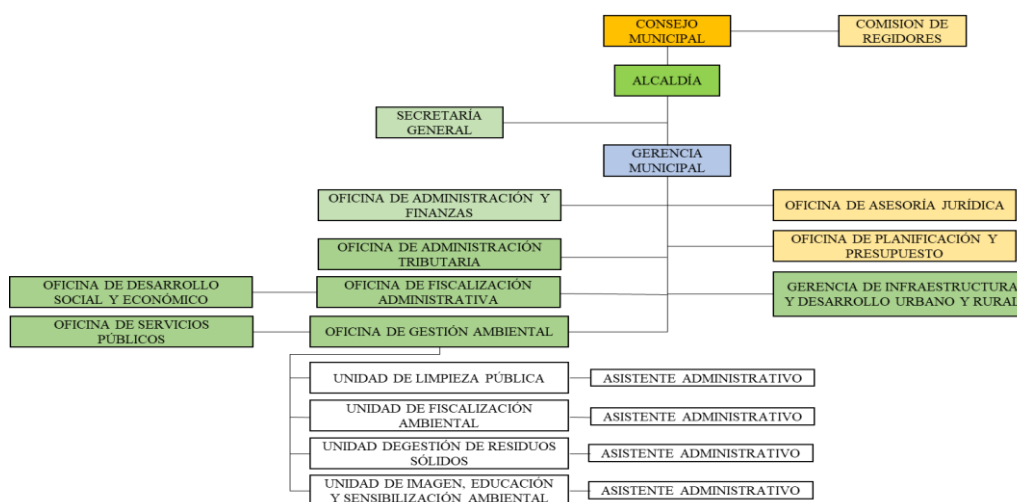 CONSEJO
MUNICIPAL
COMISION DE
REGIDORES
ALCALDÍA
SECRETARÍA
GENERAL
GERENCIA
MUNICIPAL
OFICINA DE ADMINISTRACIÓN Y
FINANZAS
OFICINA DE ASESORÍA JURÍDICA
OFICINA DE ADMINISTRACIÓN
TRIBUTARIA
OFICINA DE PLANIFICACIÓN Y
PRESUPUESTO
OFICINA DE DESARROLLO
SOCIAL Y ECONÓMICO
OFICINA DE FISCALIZACIÓN
ADMINISTRATIVA
GERENCIA DE INFRAESTRUCTURA
Y DESARROLLO URBANO Y RURAL
OFICINA DE SERVICIOS
PÚBLICOS
OFICINA DE GESTIÓN AMBIENTAL
UNIDAD DE LIMPIEZA PÚBLICA
ASISTENTE ADMINISTRATIVO
UNIDAD DE FISCALIZACIÓN
AMBIENTAL
ASISTENTE ADMINISTRATIVO
UNIDAD DEGESTIÓN DE RESIDUOS
SÓLIDOS
ASISTENTE ADMINISTRATIVO
UNIDAD DE IMAGEN, EDUCACIÓN
Y SENSIBILIZACIÓN AMBIENTAL
ASISTENTE ADMINISTRATIVO